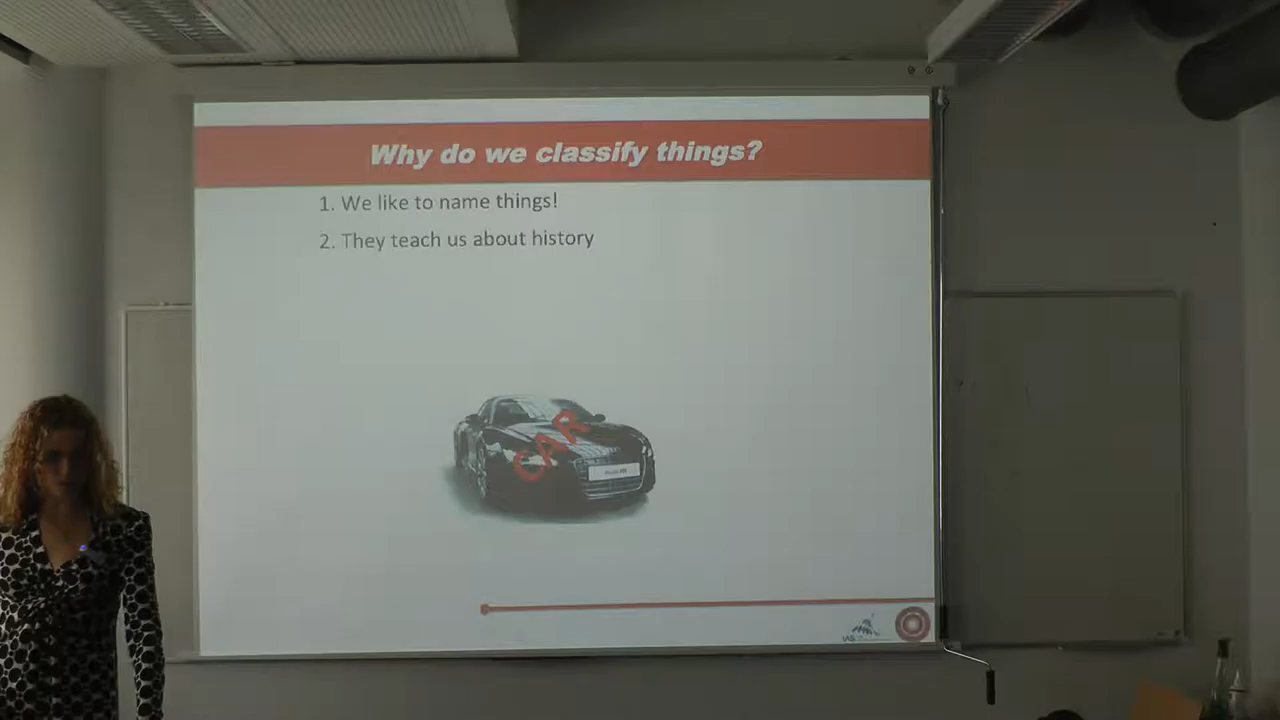 Why do we classify things?
1. We like to name things!
2. They teach us about history
CAR